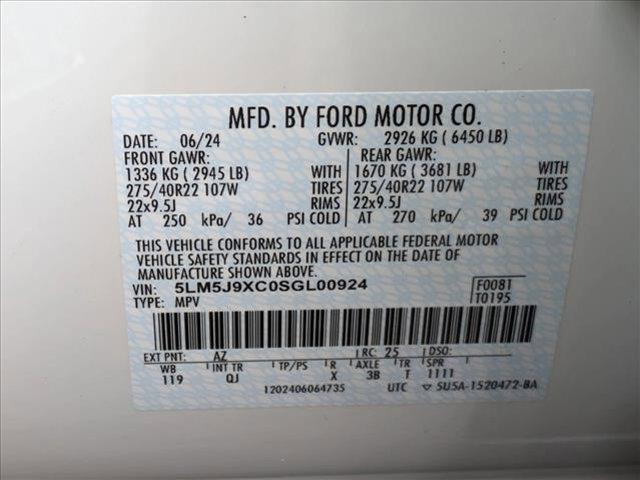 MFD. BY FORD MOTOR CO.
DATE: 06/24 GVWR: 2926 KG ( 6450 LB)
FRONT GAWR: REAR GAWR:
1336 KG ( 2945 LB) WITH 1670 KG ( 3681 LB) WITH
275/40R22 107W TIRES 275/40R22 107W TIRES
22x9.5J RIMS 22x9.5J RIMS
AT 250 kPa/ 36 PSI COLD AT 270 kPa/ 39 PSI COLD
THIS VEHICLE CONFORMS TO ALL APPLICABLE FEDERAL MOTOR
VEHICLE SAFETY STANDARDS IN EFFECT ON THE DATE OF
MANUFACTURE SHOWN ABOVE.
VIN: 5LM5J9XC0SGL00924 F0081
TYPE: MPV T0195
EXT PNT: AZ RC: 25 DSO:
WB INT TR TP/PS R AXLE TR SPR
119 QJ X 3B T 1111
1202406064735 UTC ▽ SU5A-1520472-BA